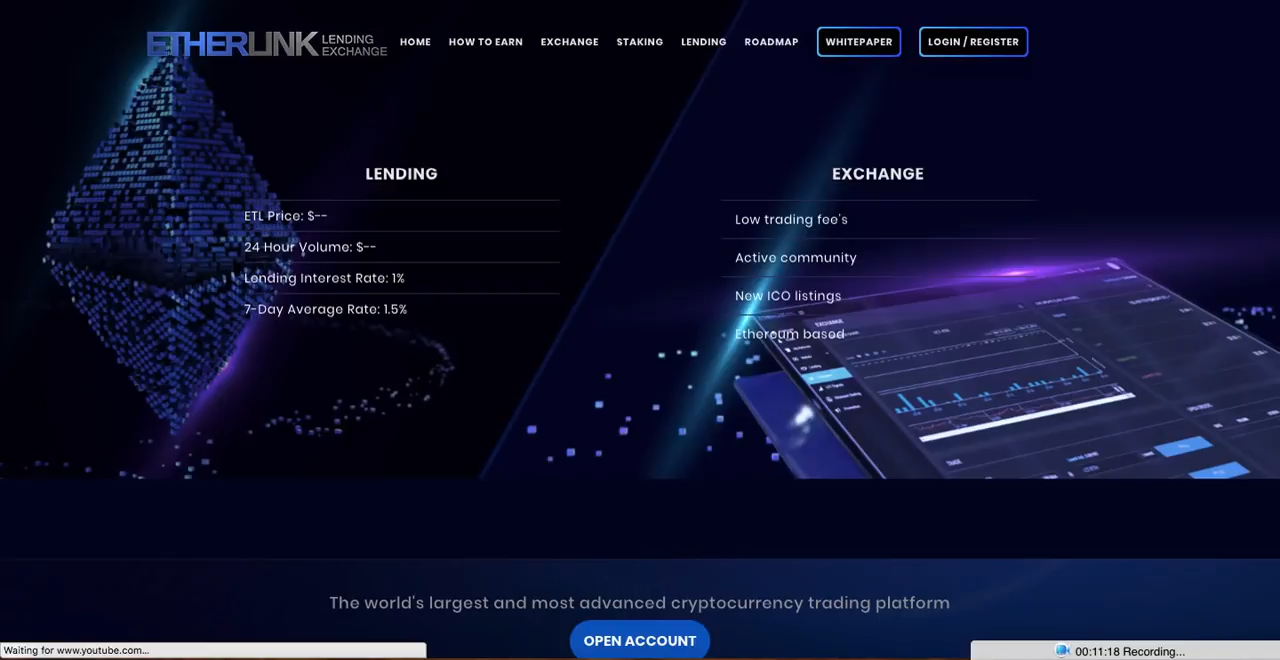 ETHERLINK LENDING EXCHANGE
HOME HOW TO EARN EXCHANGE STAKING LENDING ROADMAP WHITEPAPER LOGIN / REGISTER
LENDING
ETL Price: $--
24 Hour Volume: $--
Lending Interest Rate: 1%
7-Day Average Rate: 1.5%
EXCHANGE
Low trading fee's
Active community
New ICO listings
Ethereum based
EXCHANGE
TRADE
The world's largest and most advanced cryptocurrency trading platform
OPEN ACCOUNT
Waiting for www.youtube.com...
00:11:18 Recording...